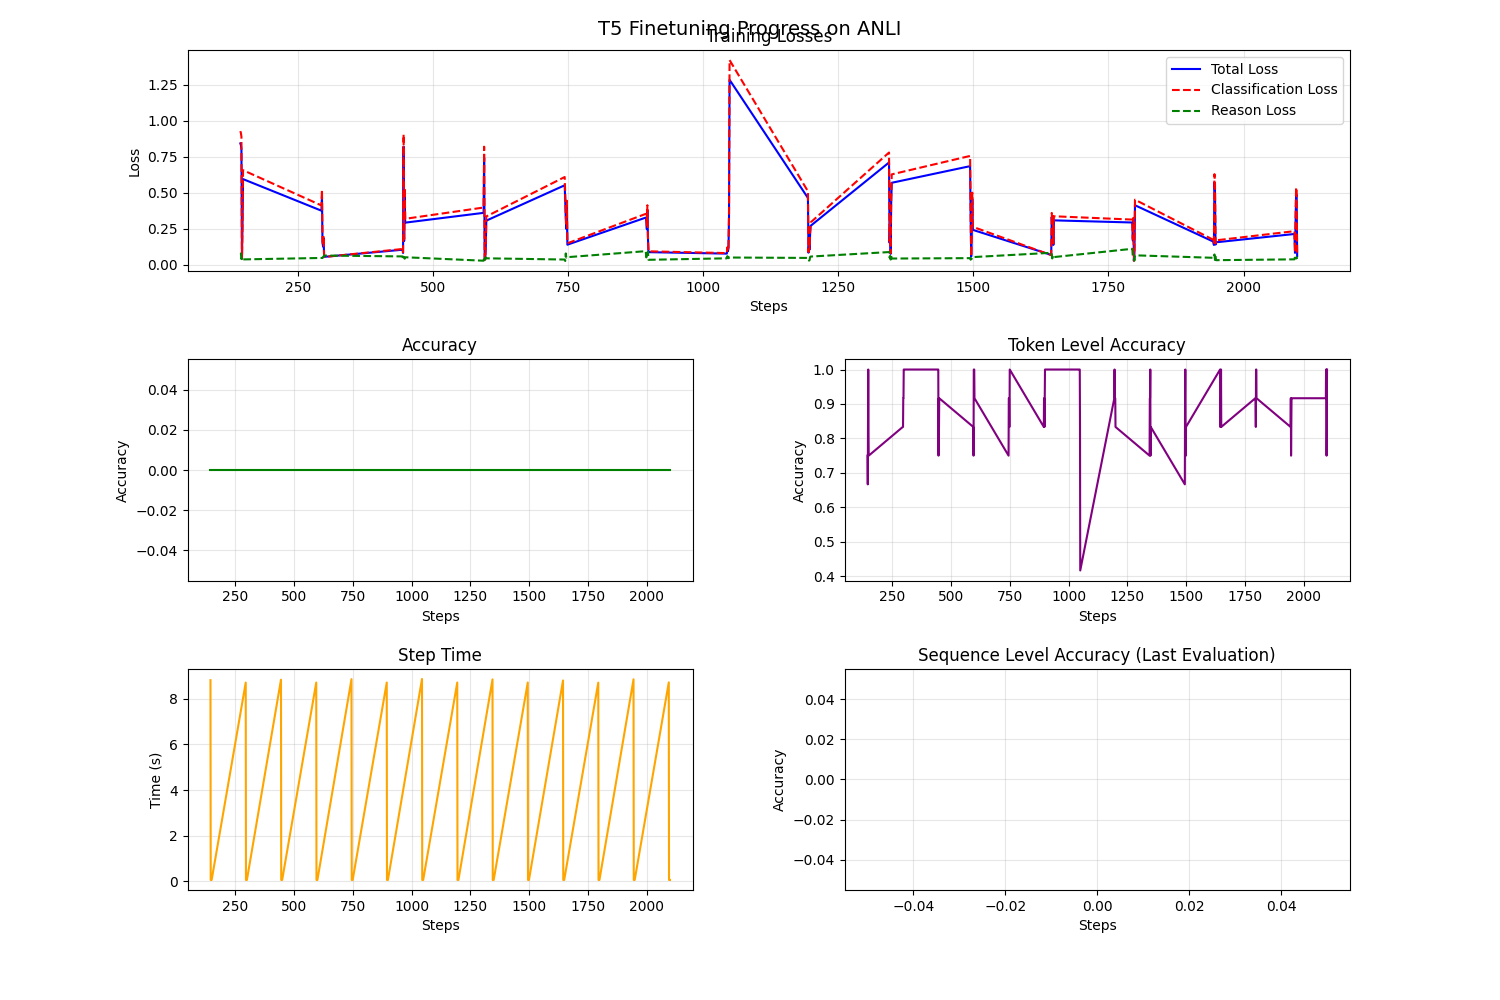 T5 Finetuning Progress on ANLI
Training Losses
Loss
1.25
1.00
0.75
0.50
0.25
0.00
Total Loss
Classification Loss
Reason Loss
250 500 750 1000 1250 1500 1750 2000
Steps
Accuracy
Accuracy
0.04
0.02
0.00
−0.02
−0.04
250 500 750 1000 1250 1500 1750 2000
Steps
Token Level Accuracy
Accuracy
1.0
0.9
0.8
0.7
0.6
0.5
0.4
250 500 750 1000 1250 1500 1750 2000
Steps
Step Time
Time (s)
8
6
4
2
0
250 500 750 1000 1250 1500 1750 2000
Steps
Sequence Level Accuracy (Last Evaluation)
Accuracy
0.04
0.02
0.00
−0.02
−0.04
−0.04 −0.02 0.00 0.02 0.04
Steps